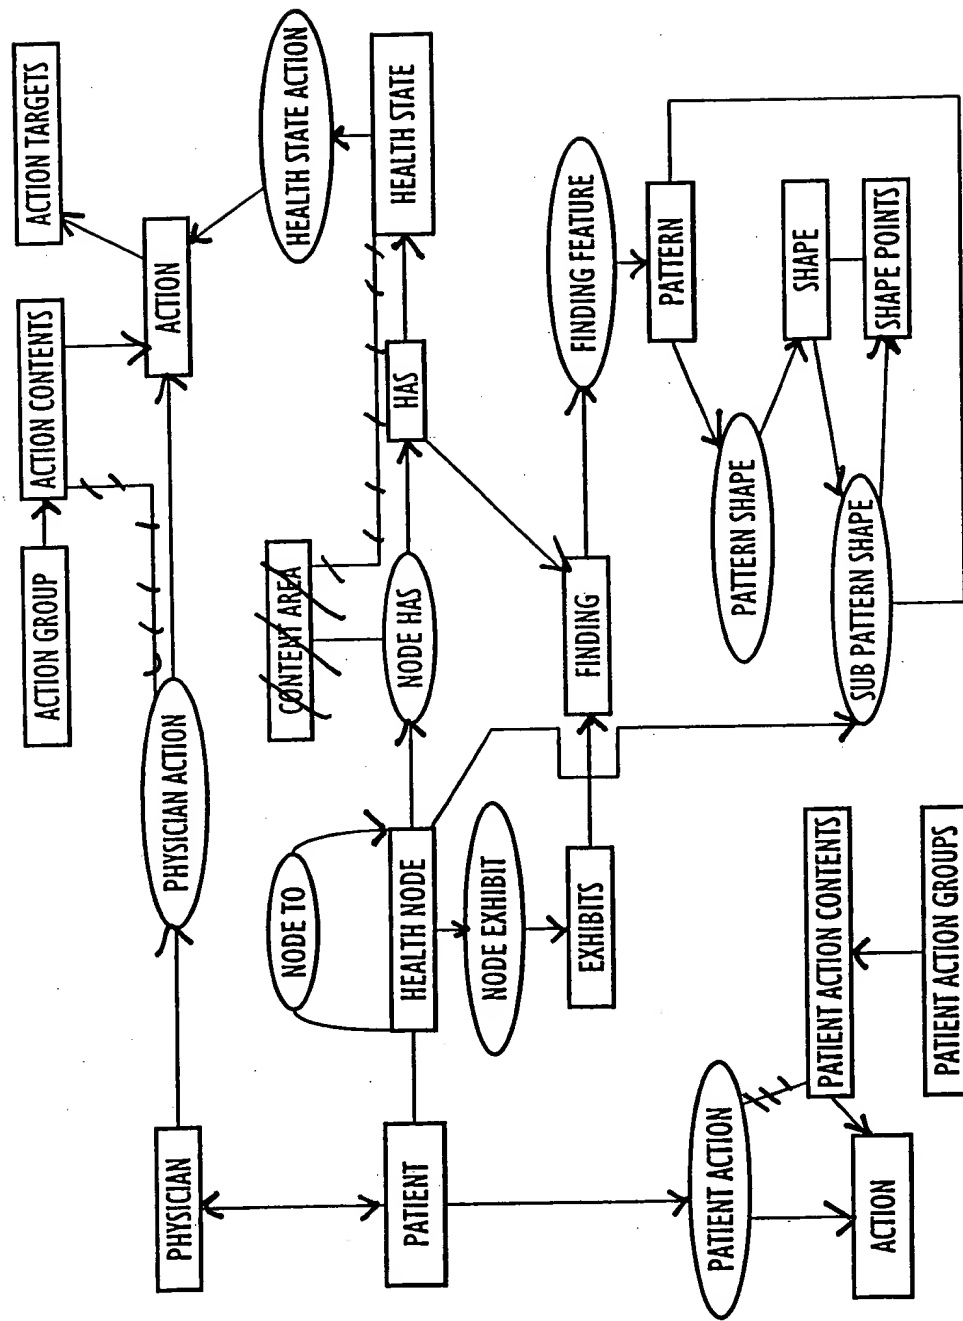 PHYSICIAN
PHYSICIAN ACTION
ACTION GROUP
ACTION CONTENTS
ACTION
ACTION TARGETS
HEALTH STATE ACTION
PATIENT
NODE TO
HEALTH NODE
CONTENT AREA
NODE HAS
HAS
HEALTH STATE
NODE EXHIBIT
EXHIBITS
FINDING
FINDING FEATURE
PATTERN
PATTERN SHAPE
SHAPE
SUB PATTERN SHAPE
SHAPE POINTS
PATIENT ACTION
ACTION
PATIENT ACTION CONTENTS
PATIENT ACTION GROUPS